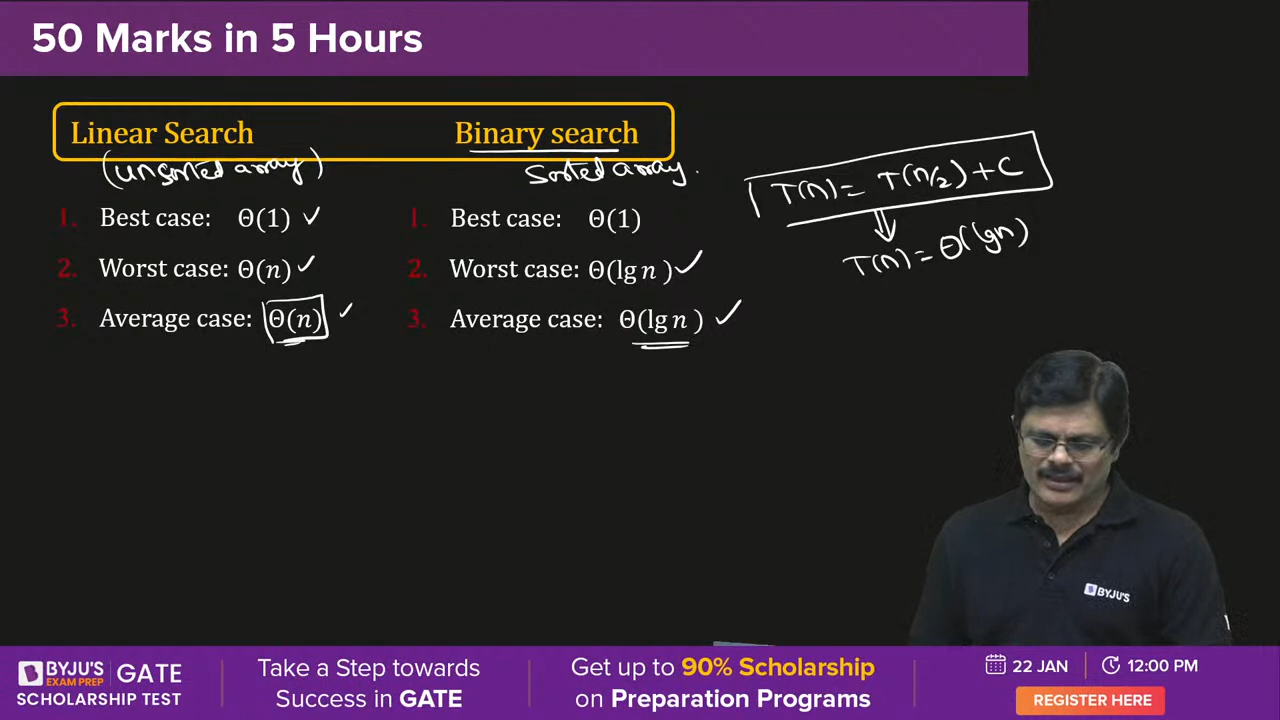 50 Marks in 5 Hours
Linear Search Binary search
(unsorted array) Sorted array.
1. Best case: Θ(1) ✓ 1. Best case: Θ(1)
2. Worst case: Θ(n) ✓ 2. Worst case: Θ(lg n ) ✓
3. Average case: Θ(n) ✓ 3. Average case: Θ(lg n ) ✓
T(n) = T(n/2) + C
⇓
T(n) = Θ(lgn)
BYJU'S
BYJU'S EXAM PREP | GATE
SCHOLARSHIP TEST
Take a Step towards
Success in GATE
Get up to 90% Scholarship
on Preparation Programs
22 JAN | 12:00 PM
REGISTER HERE